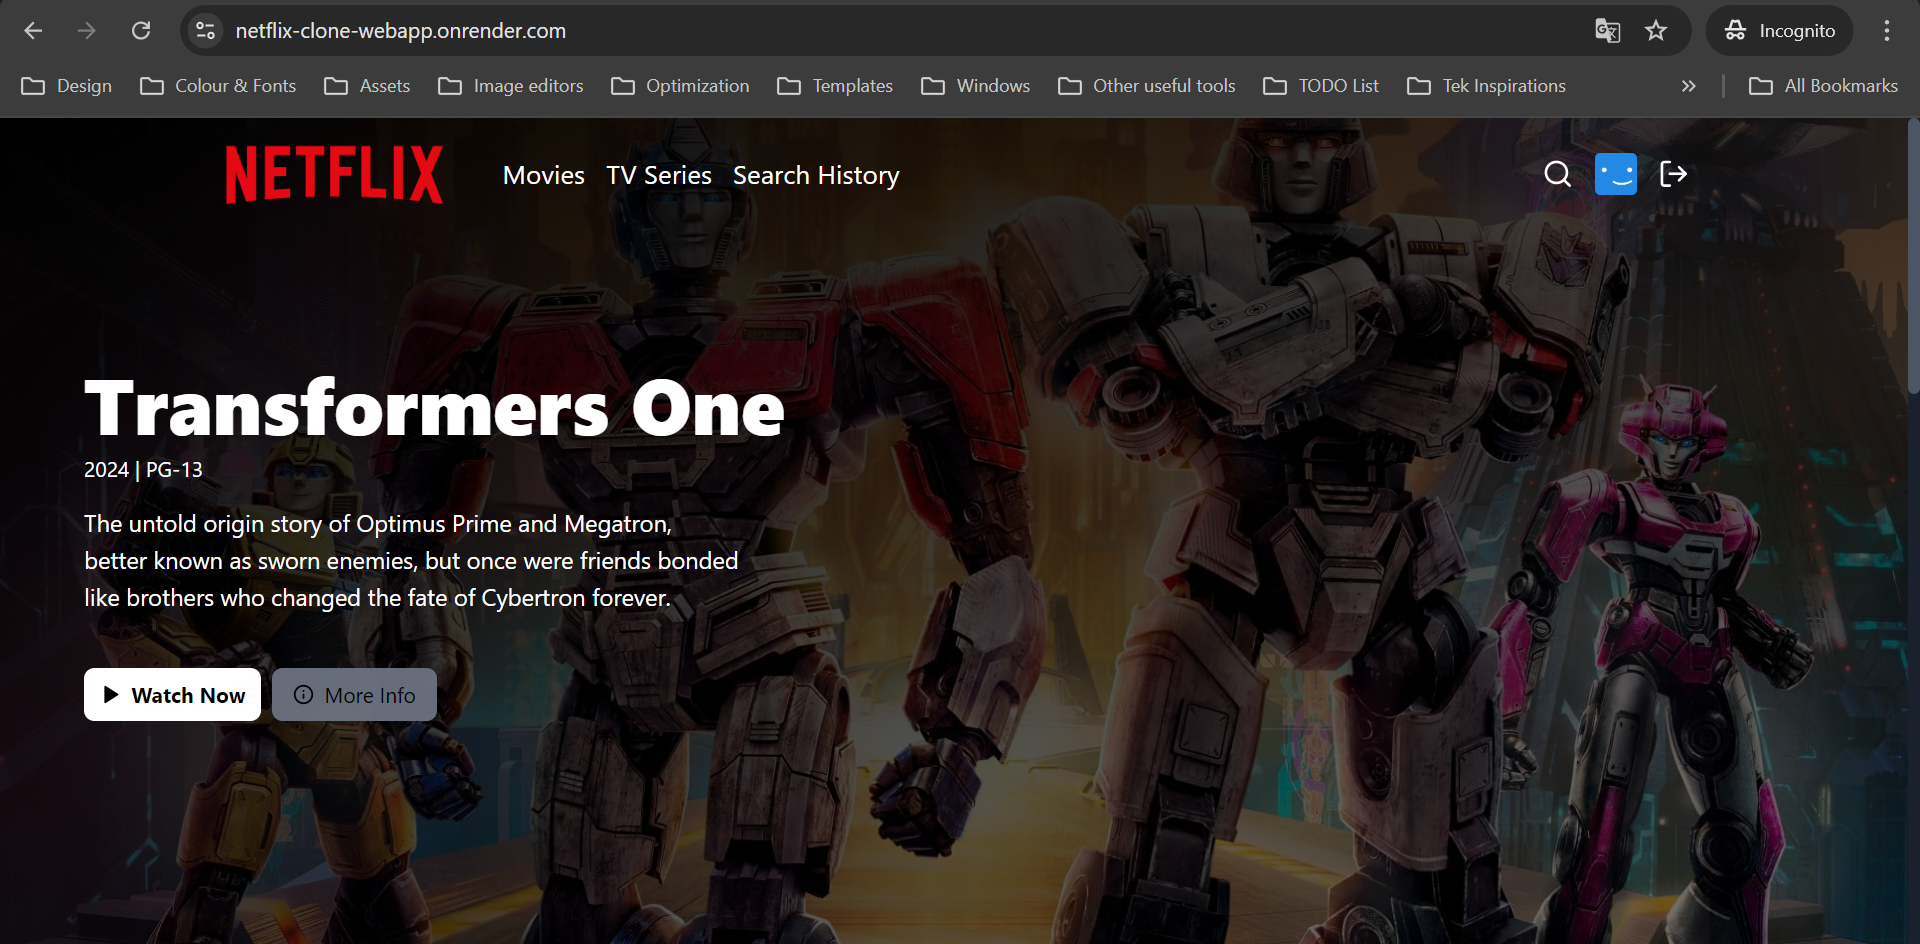 netflix-clone-webapp.onrender.com
Incognito
Design Colour & Fonts Assets Image editors Optimization Templates Windows Other useful tools TODO List Tek Inspirations » All Bookmarks
NETFLIX Movies TV Series Search History
Transformers One
2024 | PG-13
The untold origin story of Optimus Prime and Megatron,
better known as sworn enemies, but once were friends bonded
like brothers who changed the fate of Cybertron forever.
Watch Now More Info